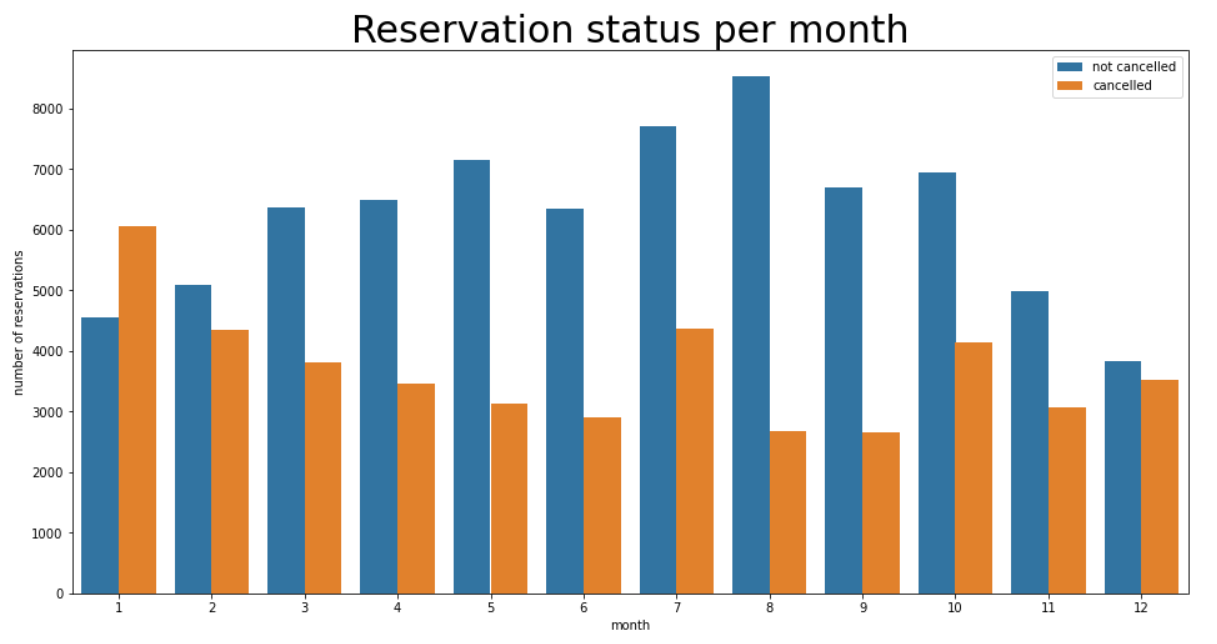 Reservation status per month
not cancelled
cancelled
number of reservations
8000
7000
6000
5000
4000
3000
2000
1000
0
1 2 3 4 5 6 7 8 9 10 11 12
month